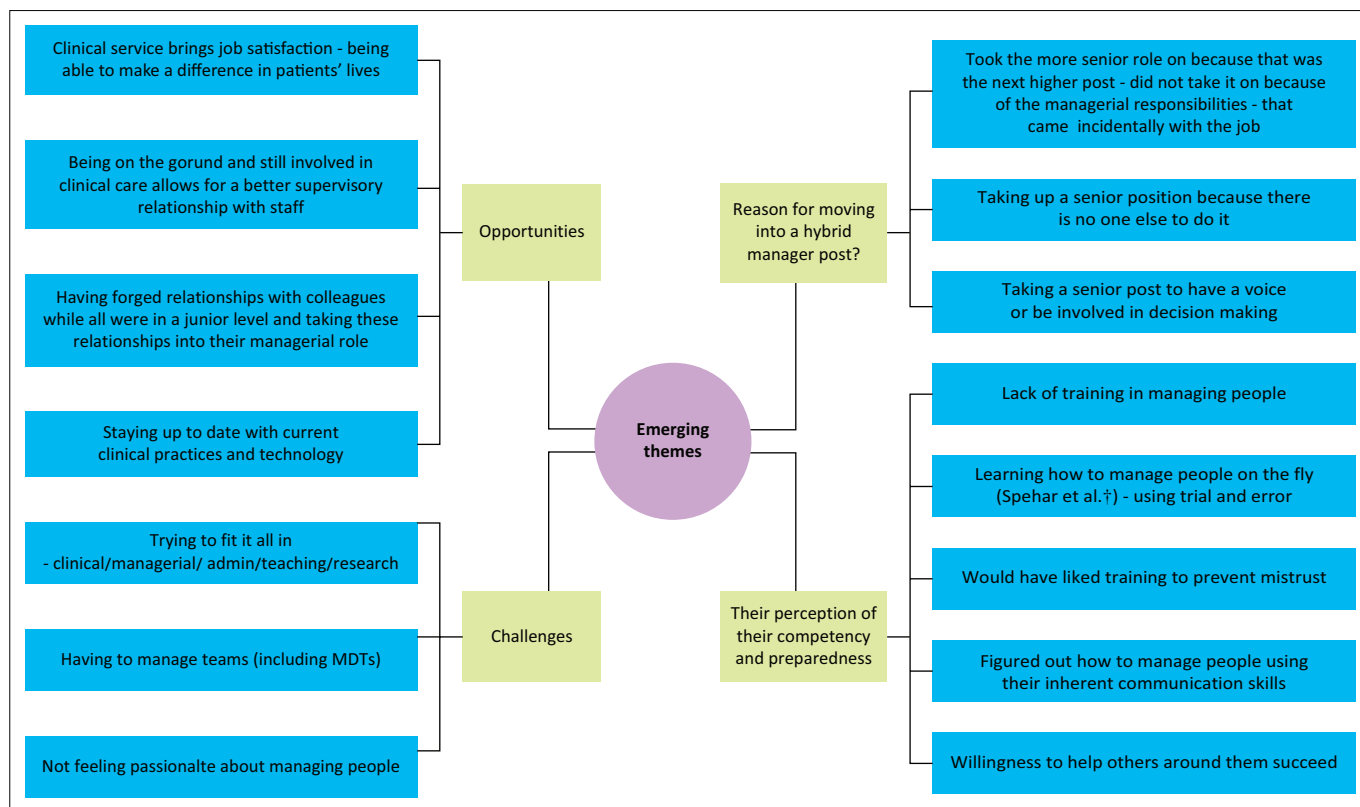 Clinical service brings job satisfaction - being
able to make a difference in patients' lives
Being on the gorund and still involved in
clinical care allows for a better supervisory
relationship with staff
Having forged relationships with colleagues
while all were in a junior level and taking these
relationships into their managerial role
Staying up to date with current
clinical practices and technology
Opportunities
Trying to fit it all in
- clinical/managerial/ admin/teaching/research
Having to manage teams (including MDTs)
Not feeling passionalte about managing people
Challenges
Emerging
themes
Reason for moving
into a hybrid
manager post?
Took the more senior role on because that was
the next higher post - did not take it on because
of the managerial responsibilities - that
came incidentally with the job
Taking up a senior position because there
is no one else to do it
Taking a senior post to have a voice
or be involved in decision making
Their perception of
their competency
and preparedness
Lack of training in managing people
Learning how to manage people on the fly
(Spehar et al.†) - using trial and error
Would have liked training to prevent mistrust
Figured out how to manage people using
their inherent communication skills
Willingness to help others around them succeed